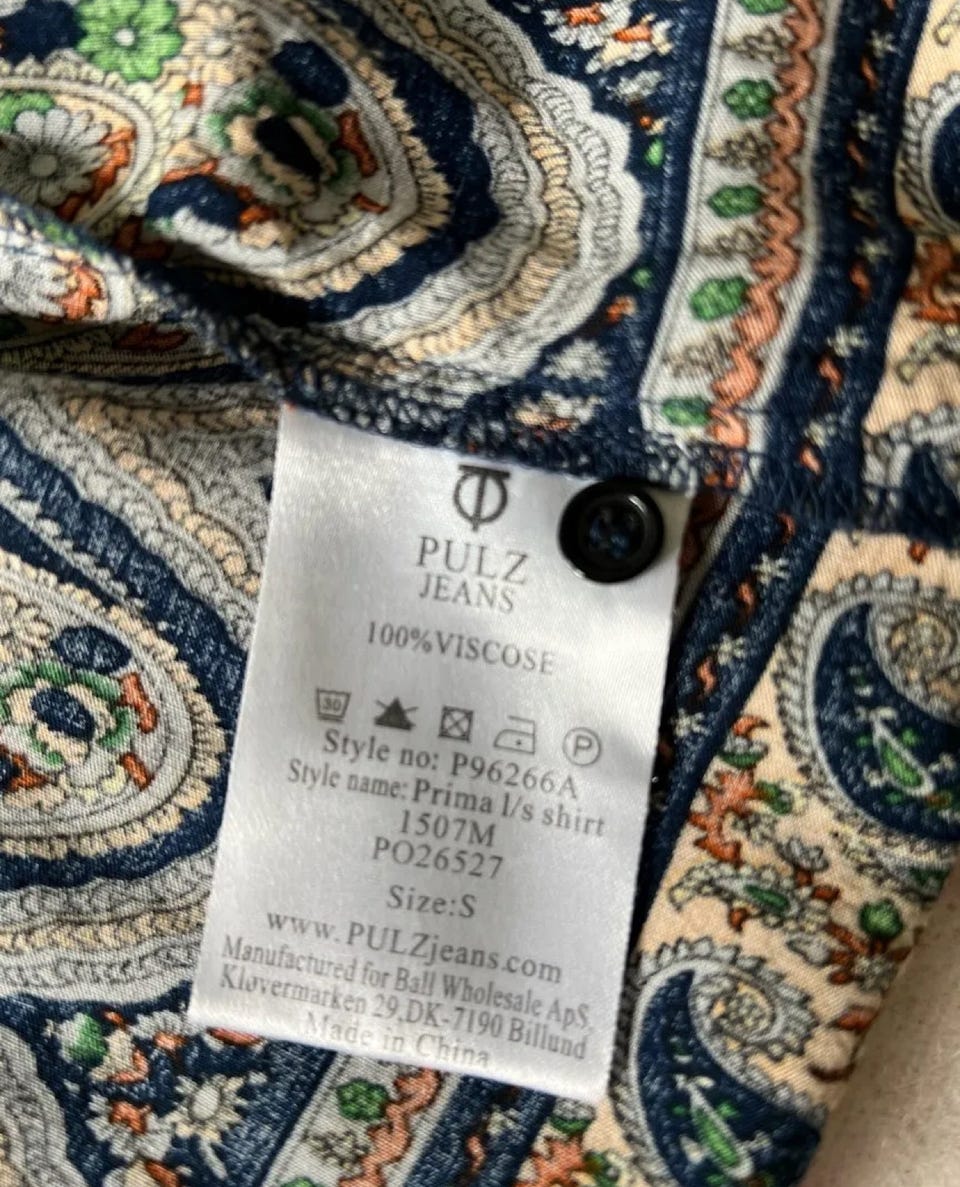 PULZ
JEANS
100%VISCOSE
30
P
Style no: P96266A
Style name: Prima l/s shirt
1507M
PO26527
Size:S
www.PULZjeans.com
Manufactured for Ball Wholesale ApS,
Kløvermarken 29,DK-7190 Billund
Made in China